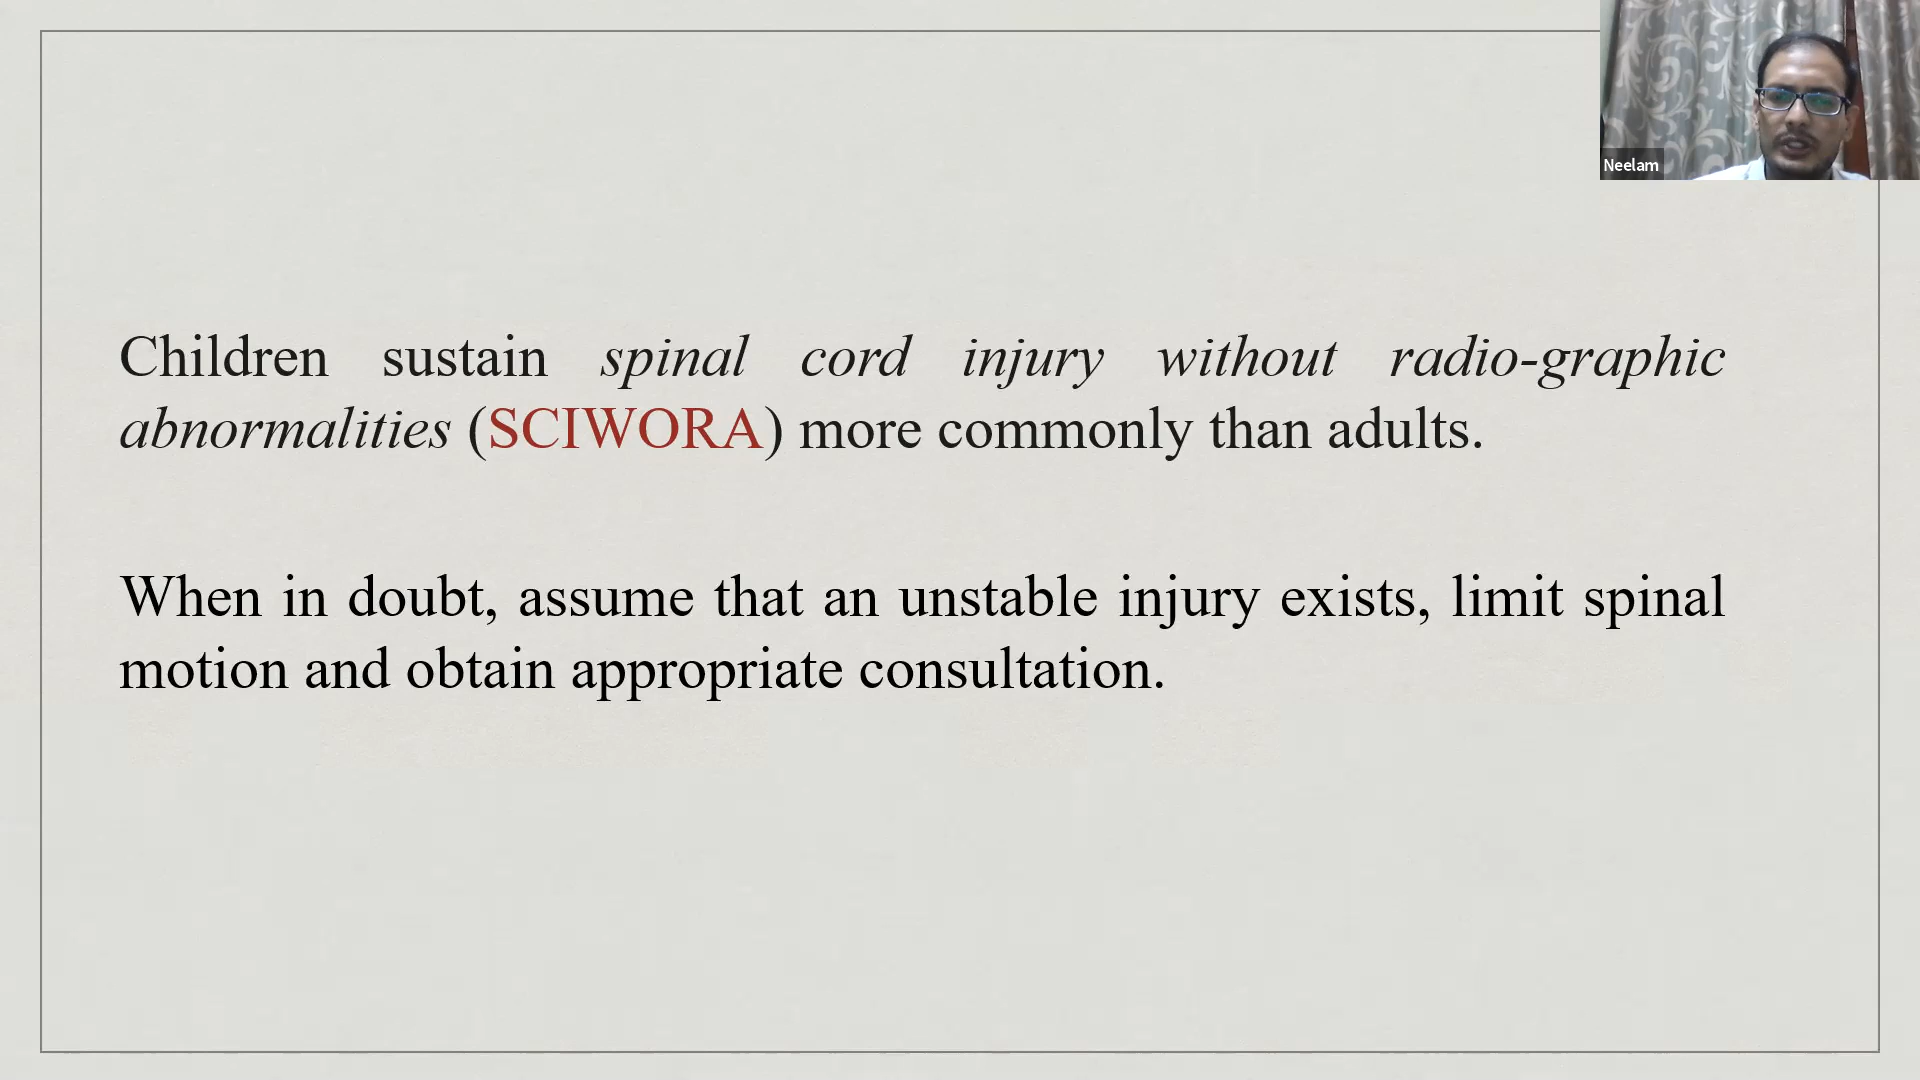 Neelam
Children sustain spinal cord injury without radio-graphic
abnormalities (SCIWORA) more commonly than adults.
When in doubt, assume that an unstable injury exists, limit spinal
motion and obtain appropriate consultation.